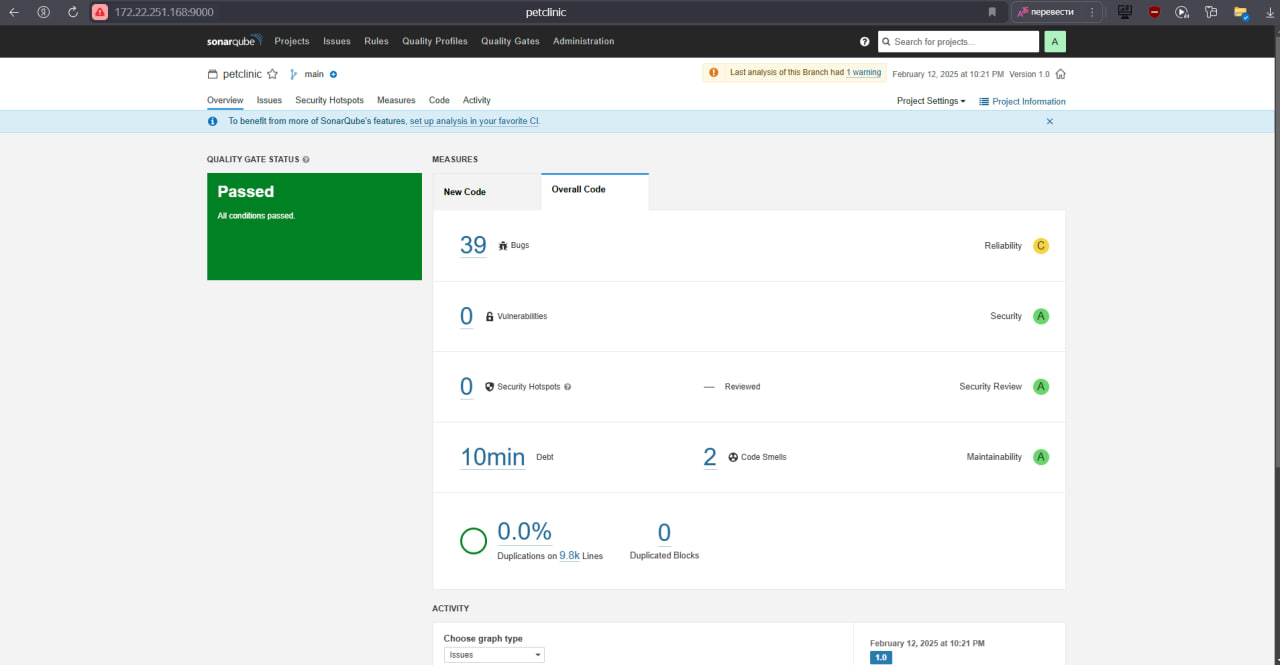 172.22.251.168:9000
petclinic
перевести
sonarqube Projects Issues Rules Quality Profiles Quality Gates Administration
Search for projects...
A
petclinic main
Last analysis of this Branch had 1 warning February 12, 2025 at 10:21 PM Version 1.0
Overview Issues Security Hotspots Measures Code Activity
Project Settings Project Information
To benefit from more of SonarQube's features, set up analysis in your favorite CI.
QUALITY GATE STATUS
Passed
All conditions passed.
MEASURES
New Code Overall Code
39 Bugs Reliability C
0 Vulnerabilities Security A
0 Security Hotspots — Reviewed Security Review A
10min Debt 2 Code Smells Maintainability A
0.0%
Duplications on 9.8k Lines
0
Duplicated Blocks
ACTIVITY
Choose graph type
Issues
February 12, 2025 at 10:21 PM
1.0